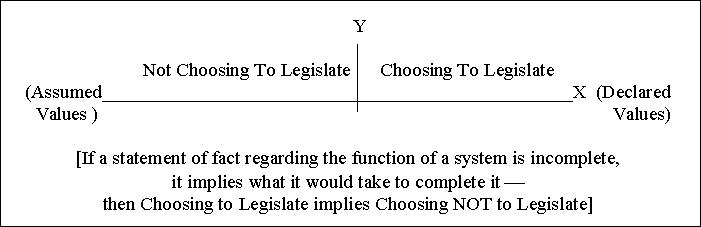 Y
Not Choosing To Legislate Choosing To Legislate
(Assumed X (Declared
Values ) Values)
[If a statement of fact regarding the function of a system is incomplete,
it implies what it would take to complete it —
then Choosing to Legislate implies Choosing NOT to Legislate]